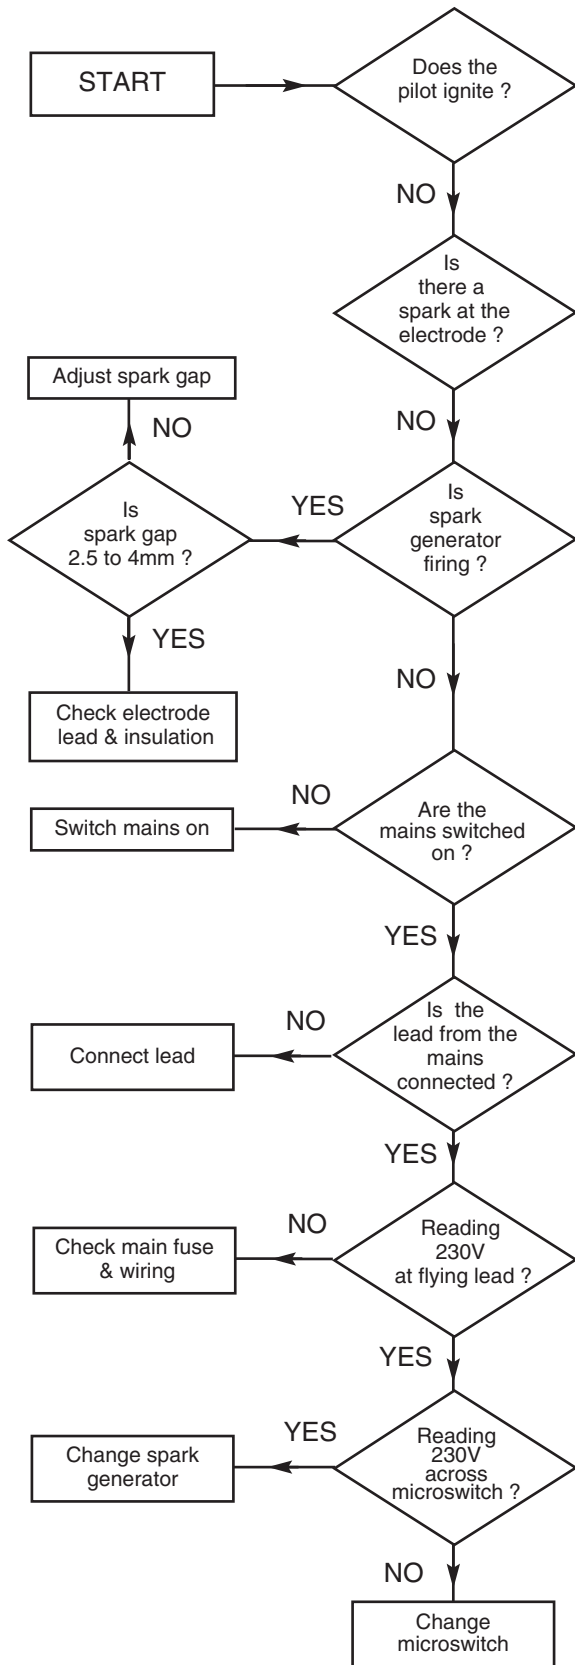 START
Does the
pilot ignite ?
NO
Is
there a
spark at the
electrode ?
NO
Adjust spark gap
NO
Is
spark gap
2.5 to 4mm ?
YES
Is
spark
generator
firing ?
YES
Check electrode
lead & insulation
NO
Switch mains on
NO
Are the
mains switched
on ?
YES
Connect lead
NO
Is the
lead from the
mains
connected ?
YES
Check main fuse
& wiring
NO
Reading
230V
at flying lead ?
YES
Change spark
generator
YES
Reading
230V
across
microswitch ?
NO
Change
microswitch